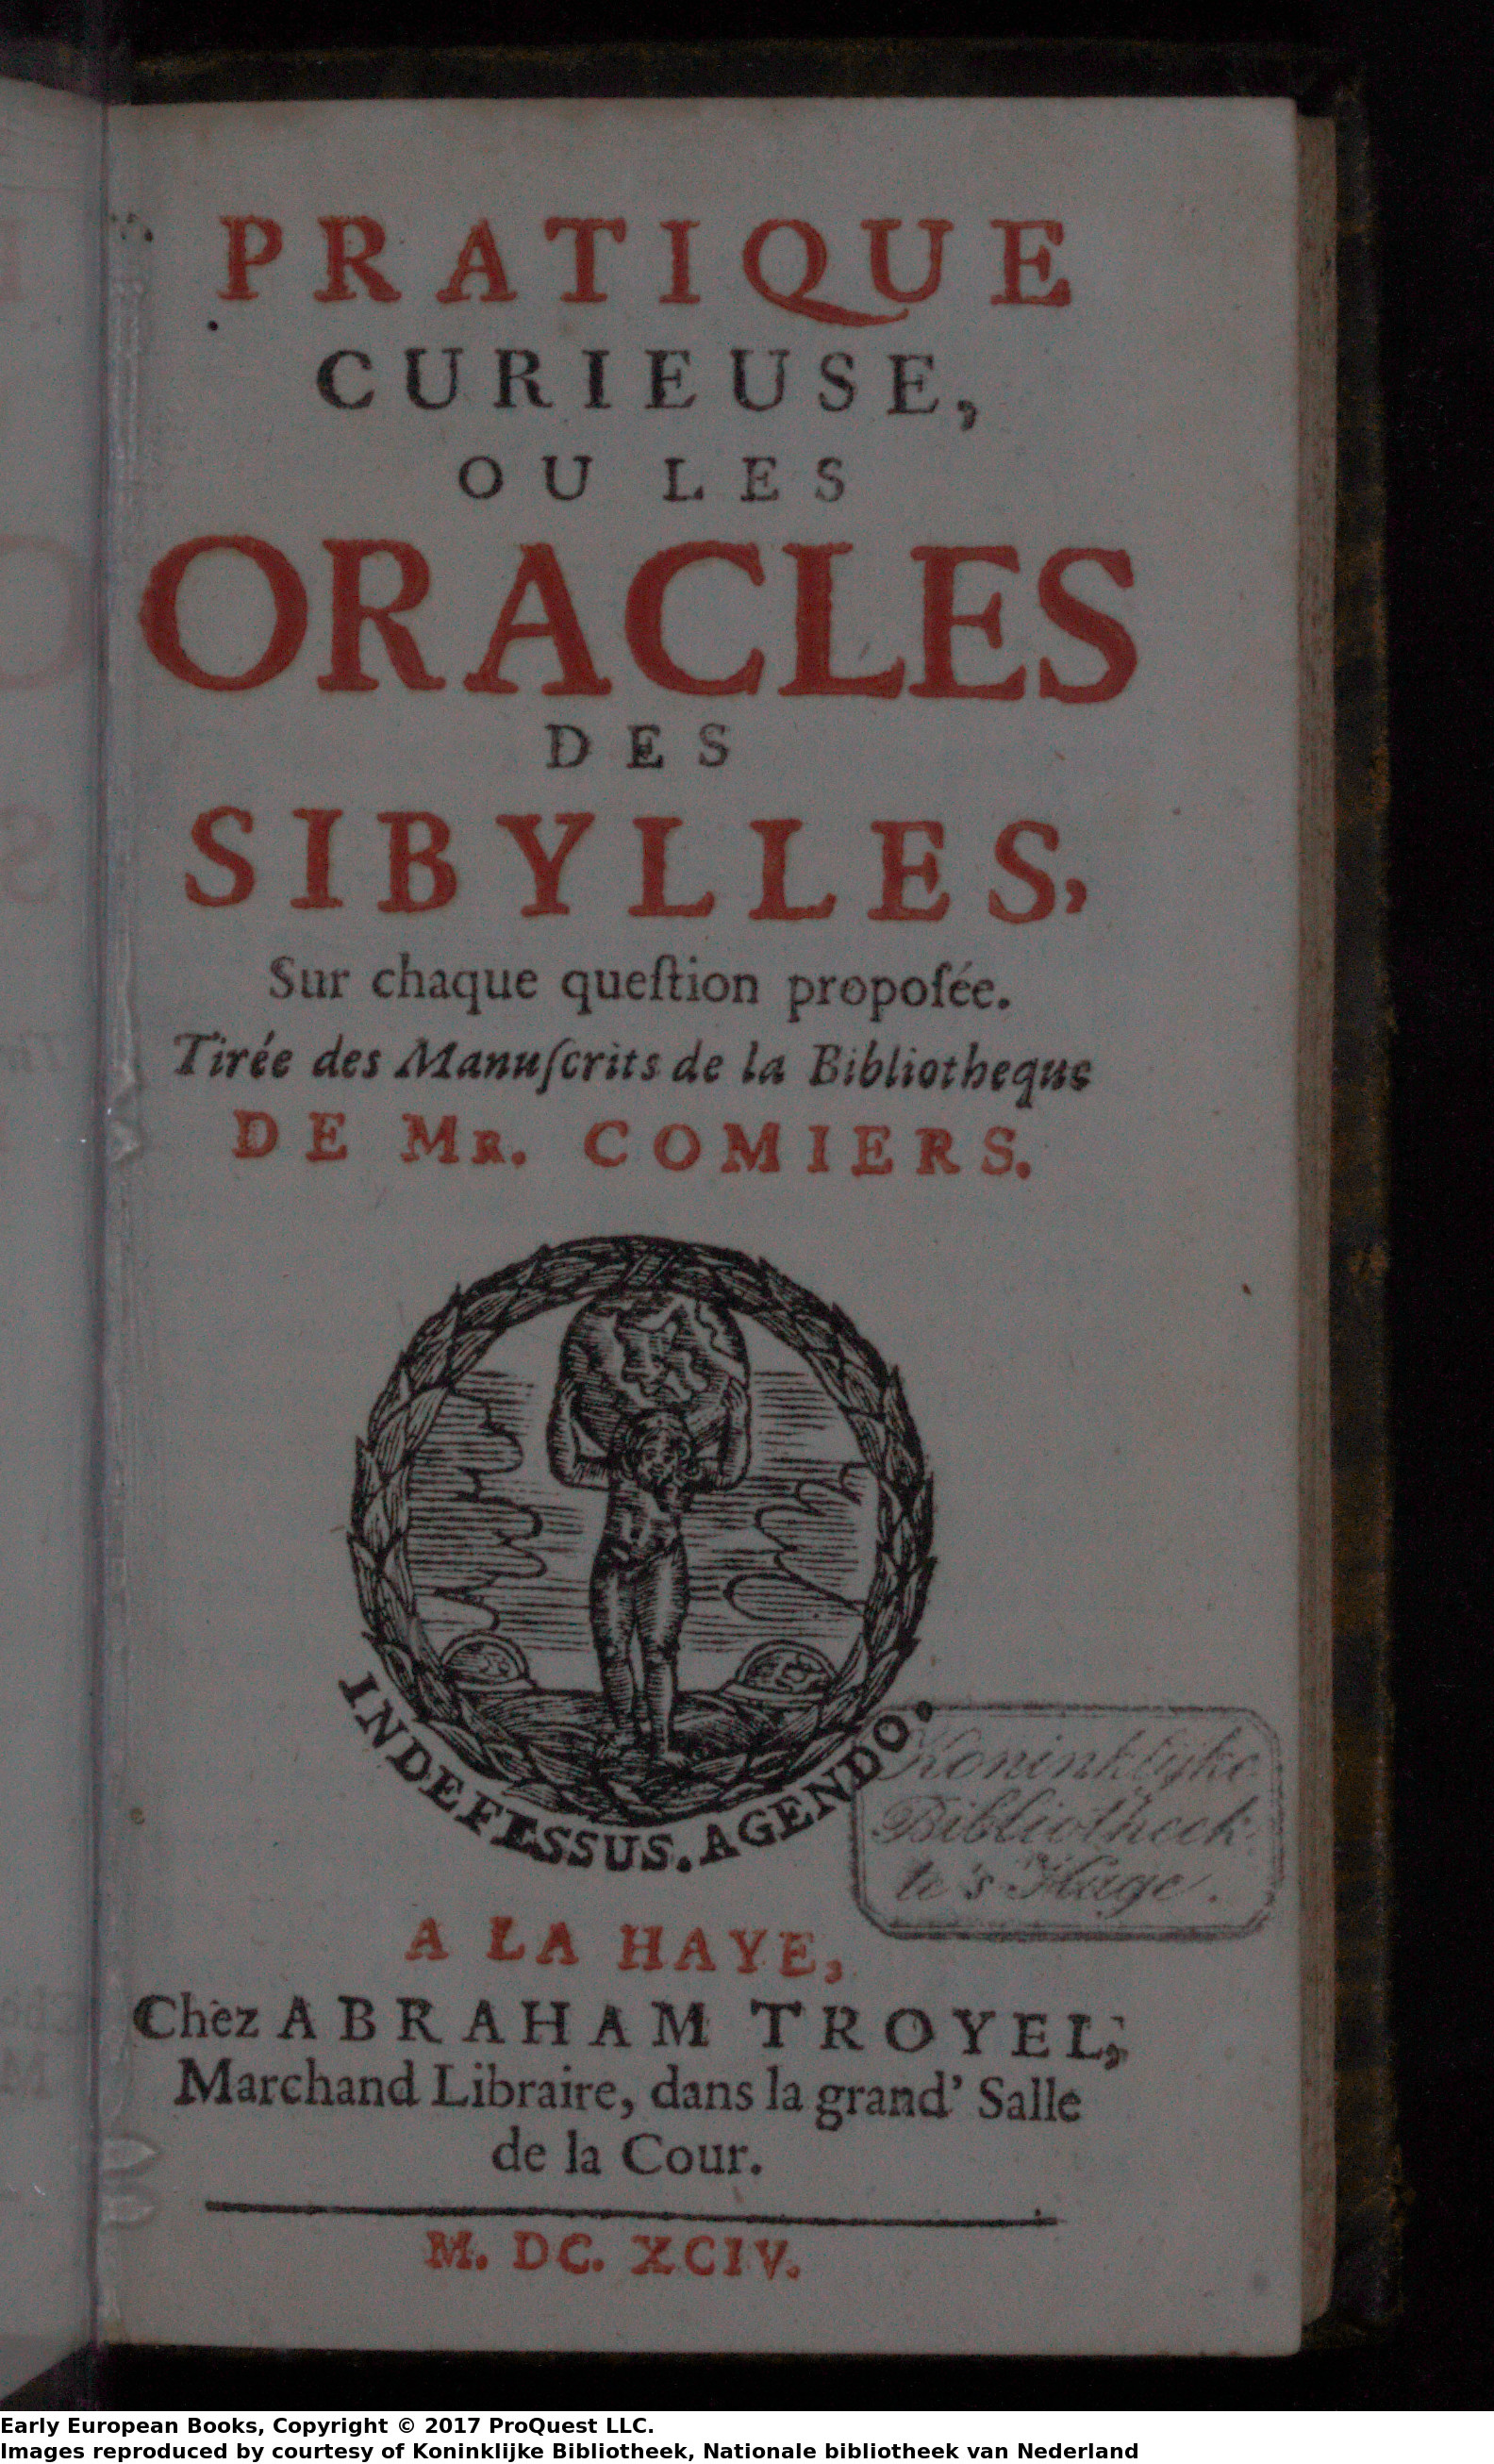 PRATIQUE
CURIEUSE,
OU LES
ORACLES
DES
SIBYLLES,
Sur chaque queſtion propoſée.
Tirée des Manuſcrits de la Bibliotheque
DE MR. COMIERS.
INDEFESSUS. AGENDO.
Koninklijke
Bibliotheek
te 's Hage.
A LA HAYE,
Chez ABRAHAM TROYEL,
Marchand Libraire, dans la grand' Salle
de la Cour.
M. DC. XCIV.
Early European Books, Copyright © 2017 ProQuest LLC.
Images reproduced by courtesy of Koninklijke Bibliotheek, Nationale bibliotheek van Nederland